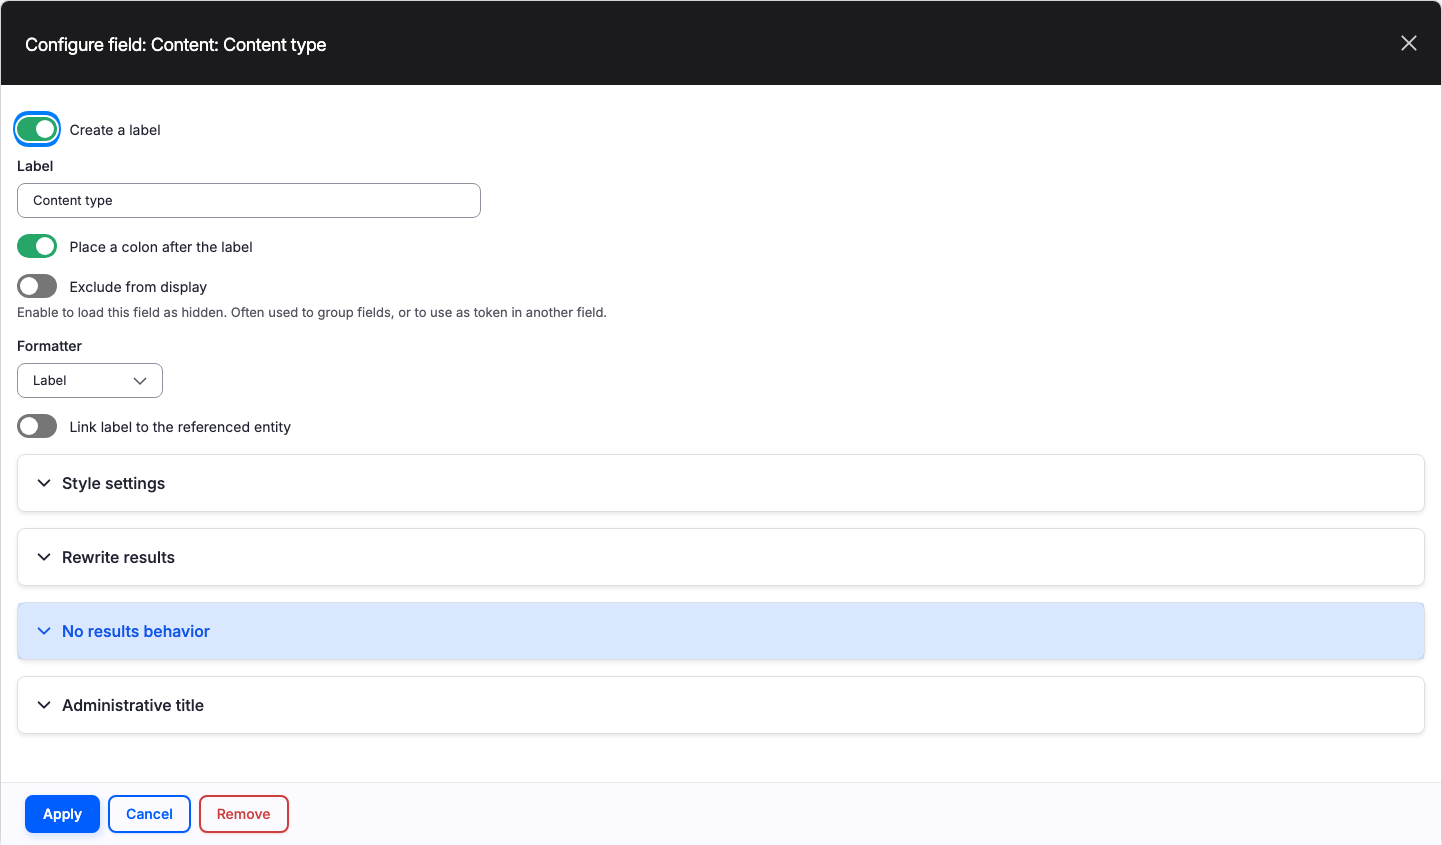 Configure field: Content: Content type
Create a label
Label
Content type
Place a colon after the label
Exclude from display
Enable to load this field as hidden. Often used to group fields, or to use as token in another field.
Formatter
Label
Link label to the referenced entity
Style settings
Rewrite results
No results behavior
Administrative title
Apply Cancel Remove